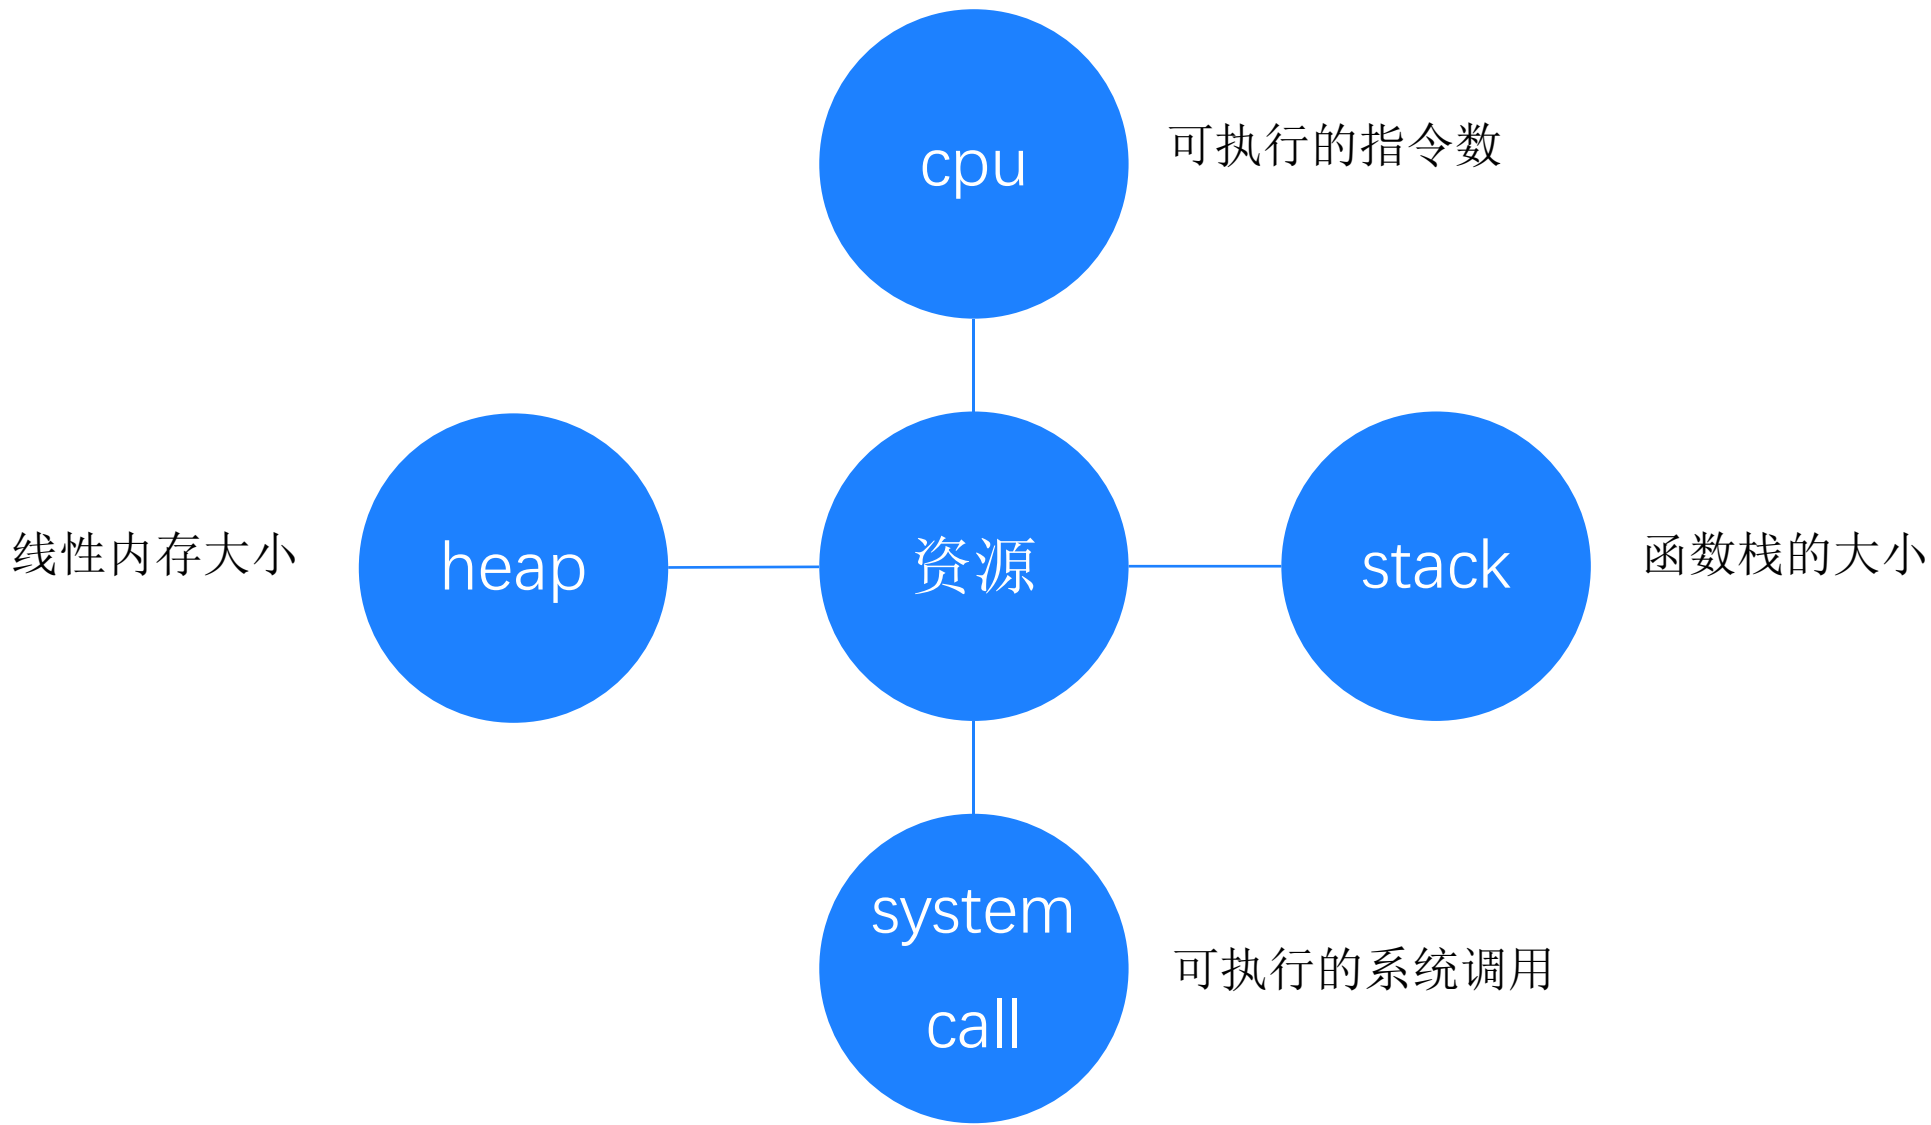 cpu
可执行的指令数
线性内存大小
heap
资源
stack
函数栈的大小
system
call
可执行的系统调用